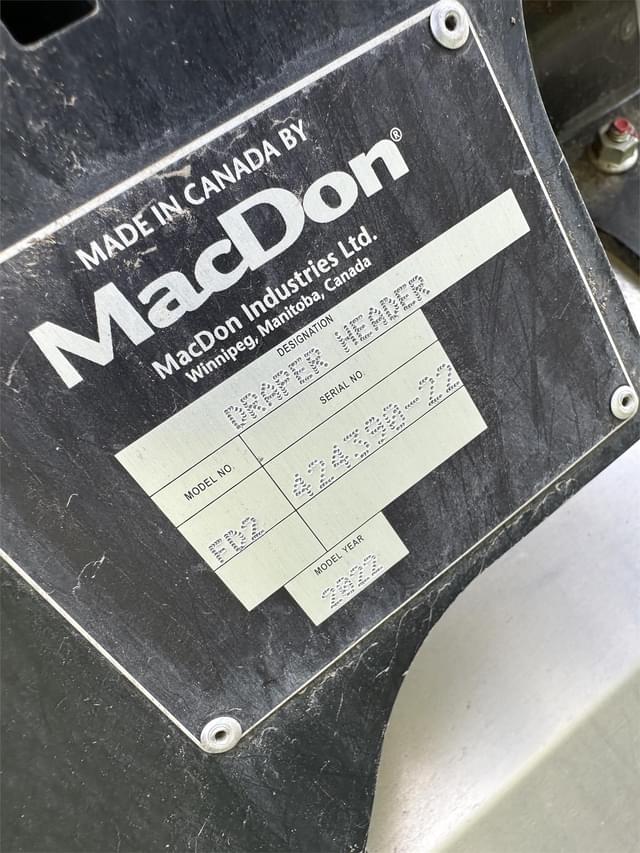 MADE IN CANADA BY
MacDon®
MacDon Industries Ltd.
Winnipeg, Manitoba, Canada
DESIGNATION
DRAPER HEADER
MODEL NO.
SERIAL NO.
FD2
424390-22
MODEL YEAR
2022